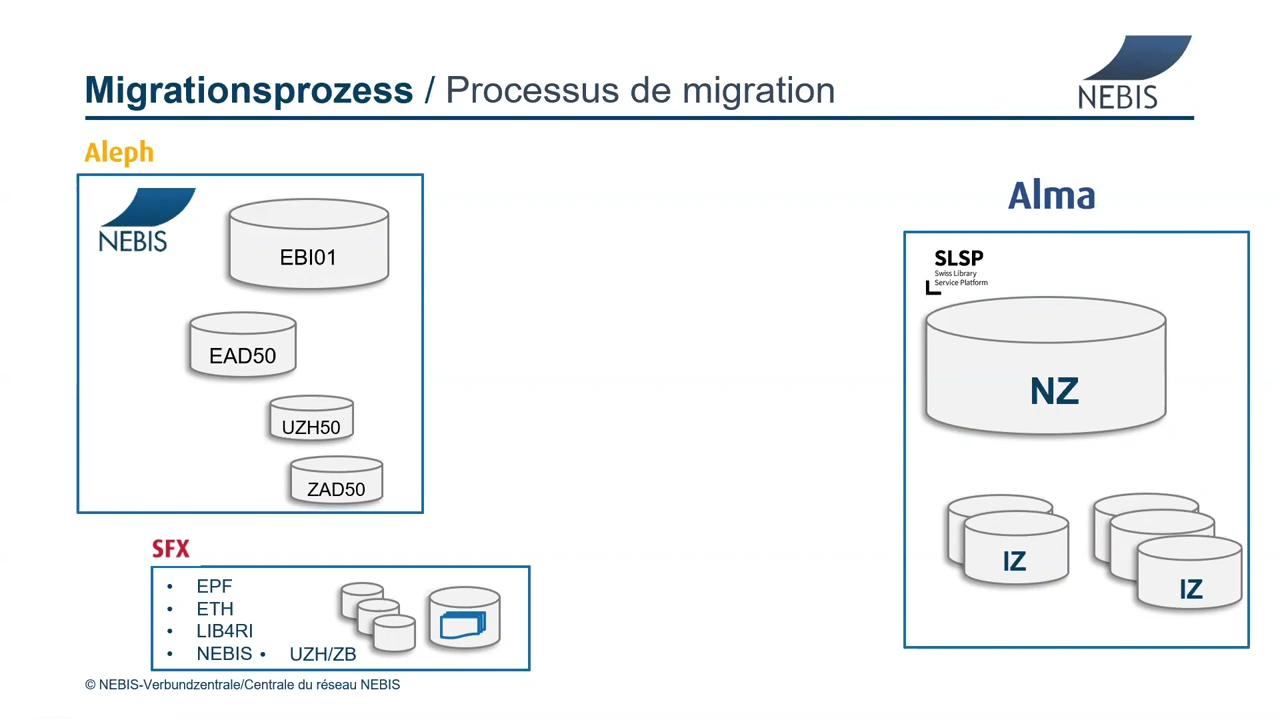 Migrationsprozess / Processus de migration
NEBIS
Aleph
NEBIS
EBI01
EAD50
UZH50
ZAD50
Alma
SLSP
Swiss Library
Service Platform
NZ
IZ
IZ
SFX
• EPF
• ETH
• LIB4RI
• NEBIS • UZH/ZB
© NEBIS-Verbundzentrale/Centrale du réseau NEBIS